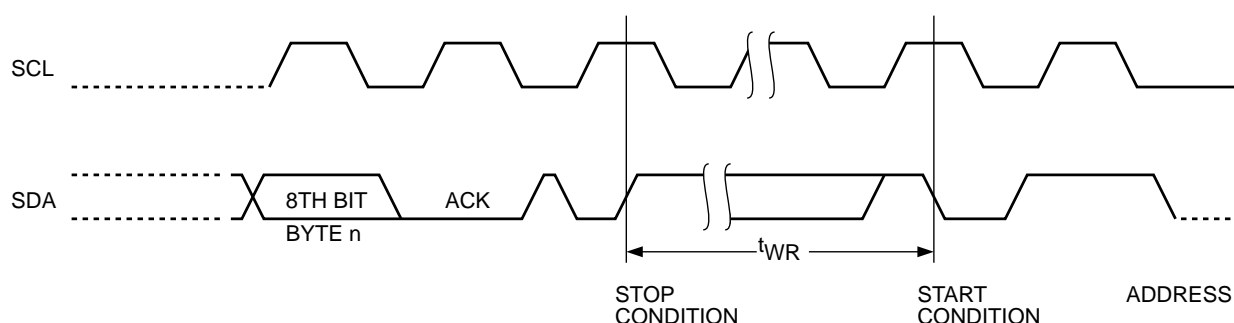 SCL
SDA
8TH BIT
ACK
BYTE n
tWR
STOP
CONDITION
START
CONDITION
ADDRESS